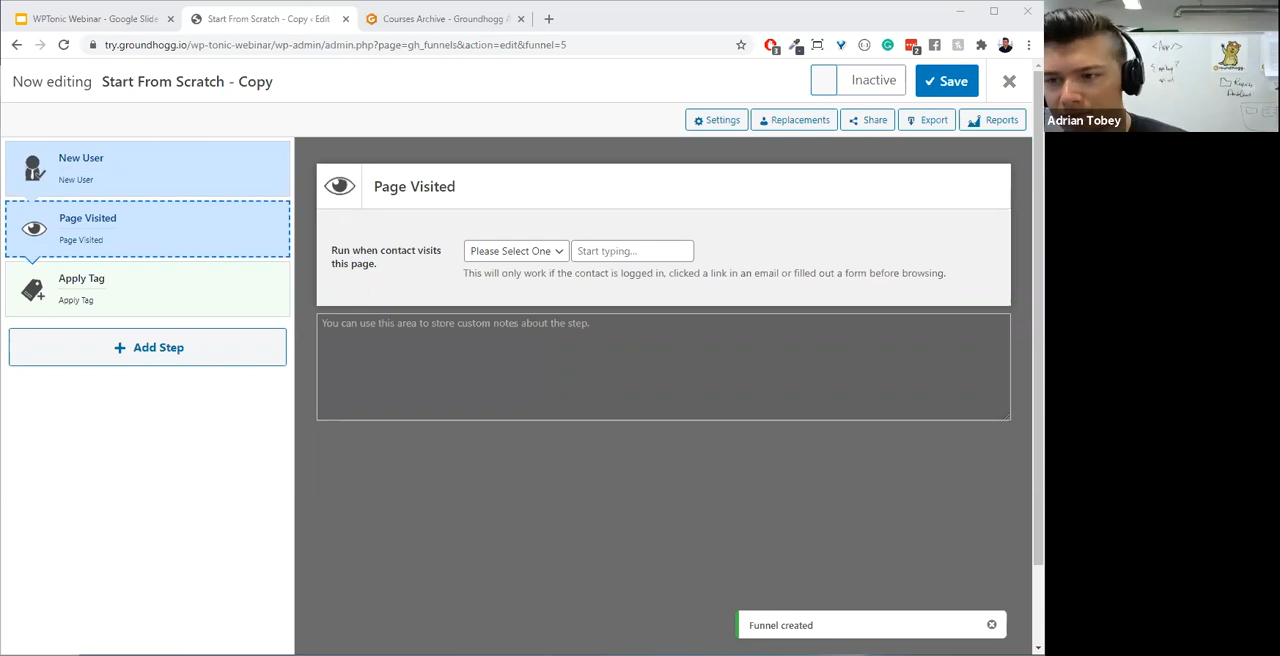 WPTonic Webinar - Google Slide
Start From Scratch - Copy ‹ Edit
Courses Archive - Groundhogg A
try.groundhogg.io/wp-tonic-webinar/wp-admin/admin.php?page=gh_funnels&action=edit&funnel=5
3
2
Now editing Start From Scratch - Copy
Inactive
Save
Settings
Replacements
Share
Export
Reports
New User
New User
Page Visited
Page Visited
Apply Tag
Apply Tag
Add Step
Page Visited
Run when contact visits
this page.
Please Select One
Start typing...
This will only work if the contact is logged in, clicked a link in an email or filled out a form before browsing.
You can use this area to store custom notes about the step.
Funnel created
Adrian Tobey